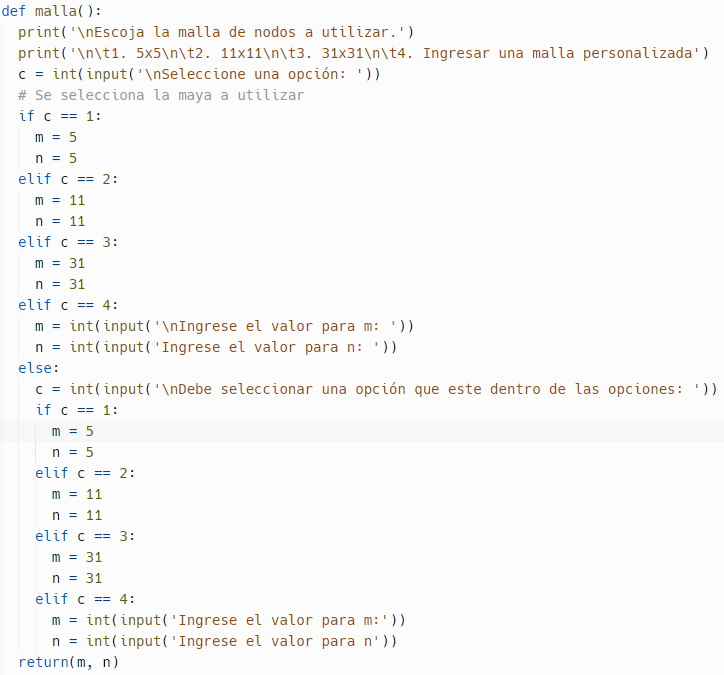 def malla():
  print('\nEscoja la malla de nodos a utilizar.')
  print('\n\t1. 5x5\n\t2. 11x11\n\t3. 31x31\n\t4. Ingresar una malla personalizada')
  c = int(input('\nSeleccione una opción: '))
  # Se selecciona la maya a utilizar
  if c == 1:
    m = 5
    n = 5
  elif c == 2:
    m = 11
    n = 11
  elif c == 3:
    m = 31
    n = 31
  elif c == 4:
    m = int(input('\nIngrese el valor para m: '))
    n = int(input('Ingrese el valor para n: '))
  else:
    c = int(input('\nDebe seleccionar una opción que este dentro de las opciones: '))
    if c == 1:
      m = 5
      n = 5
    elif c == 2:
      m = 11
      n = 11
    elif c == 3:
      m = 31
      n = 31
    elif c == 4:
      m = int(input('Ingrese el valor para m:'))
      n = int(input('Ingrese el valor para n'))
  return(m, n)